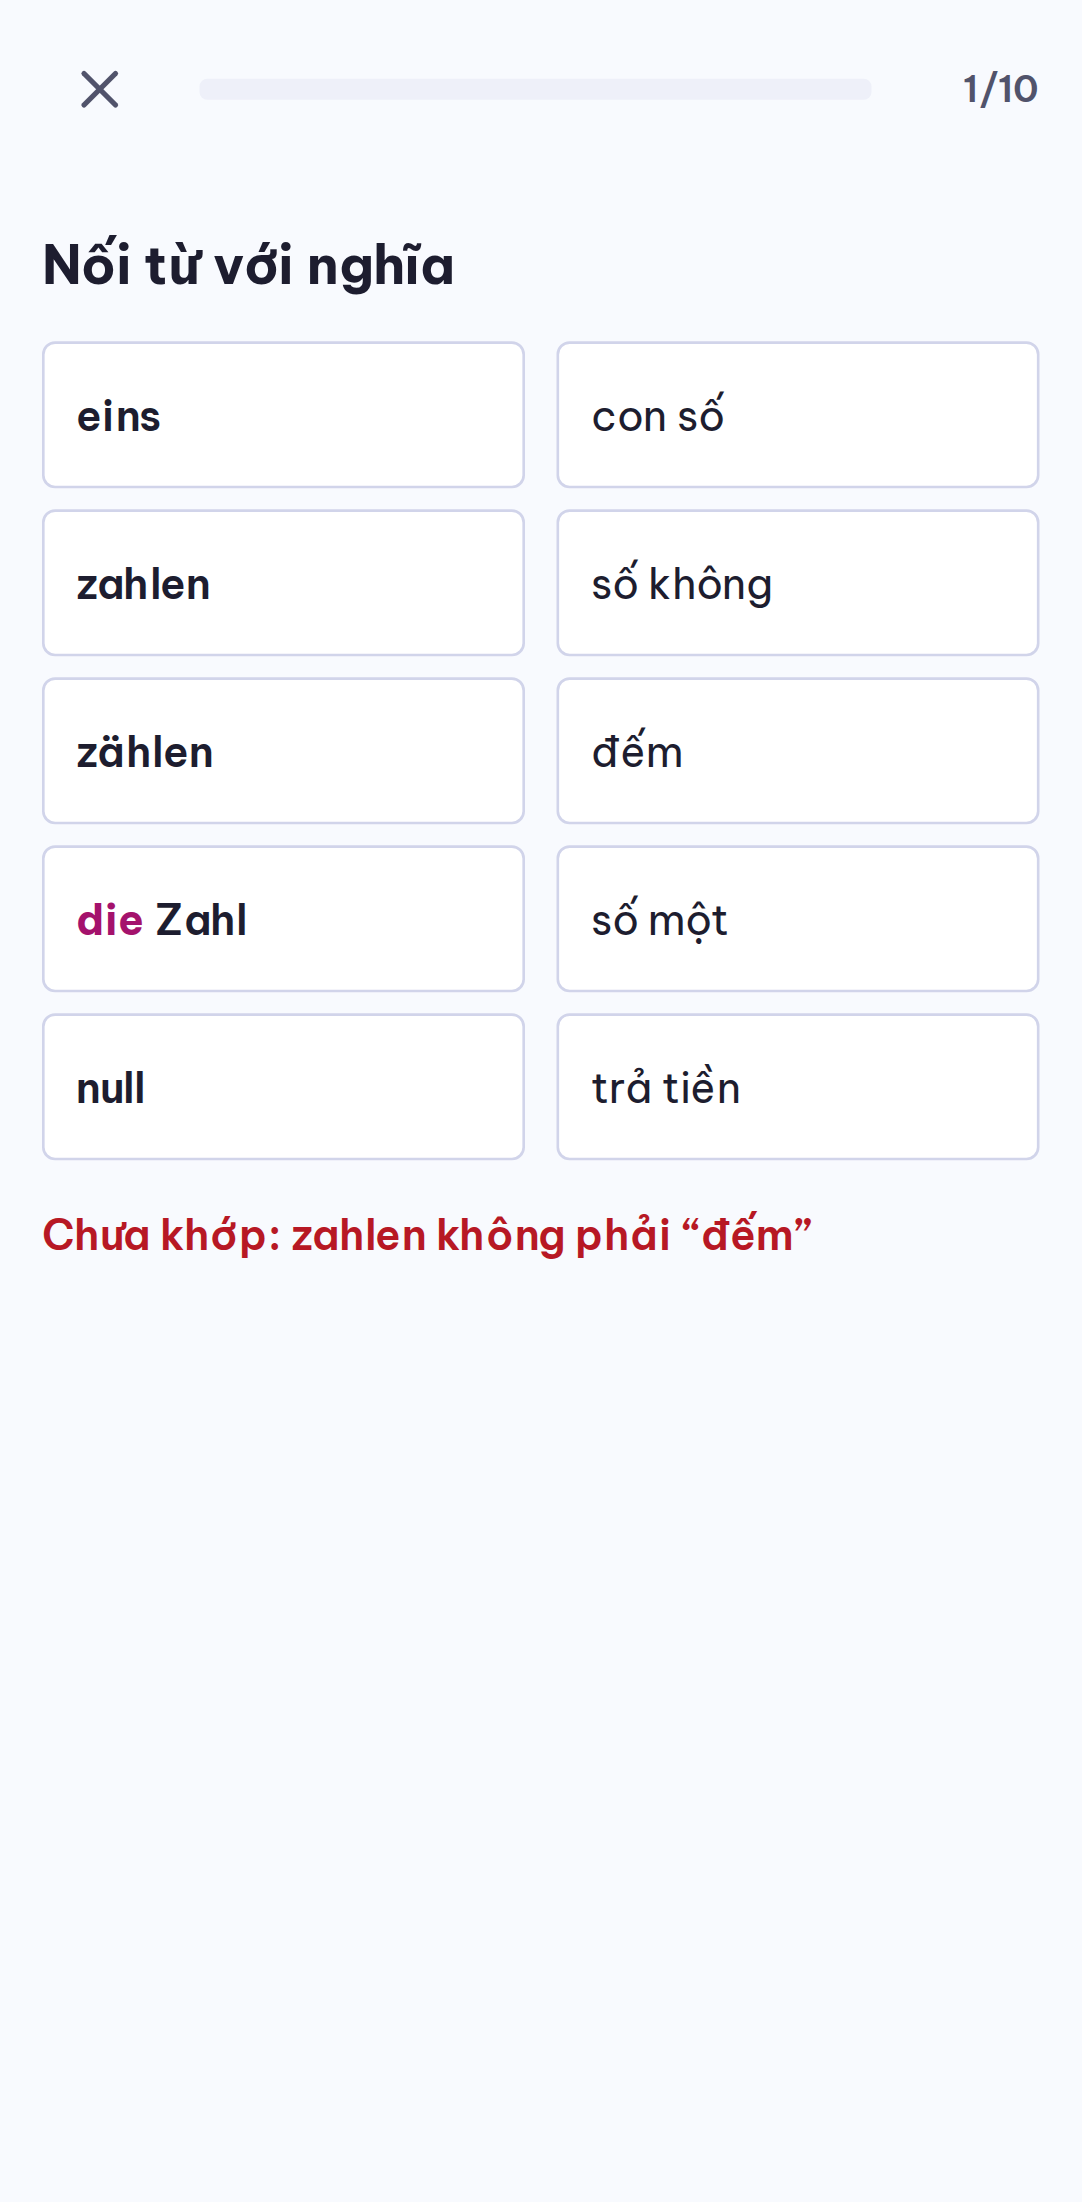 1/10
Nối từ với nghĩa
eins
con số
zahlen
số không
zählen
đếm
die Zahl
số một
null
trả tiền
Chưa khớp: zahlen không phải “đếm”